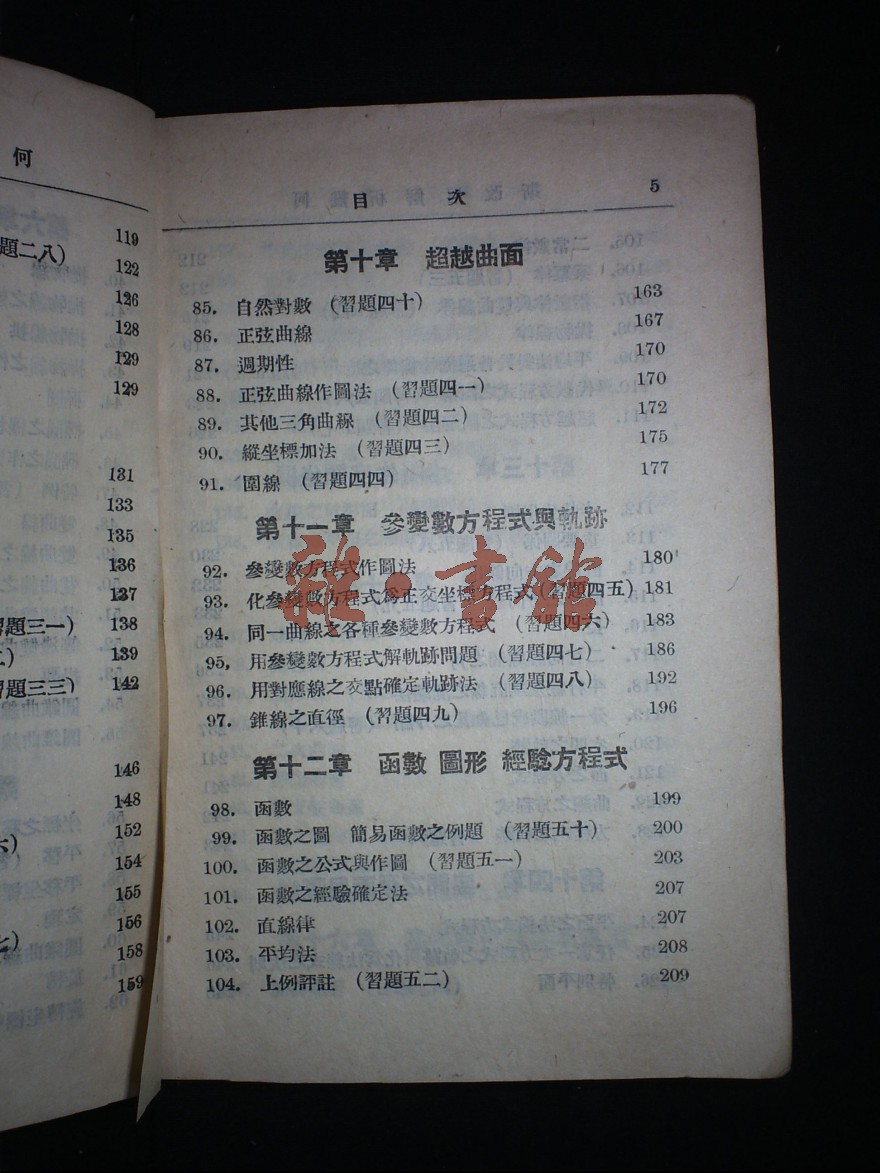 何
119
題二八）
122
126
128
129
129
131
133
135
136
137
習題三一） 138
139
習題三三） 142
146
148
152
154
155
156
158
159
目 次 5
第十章 超越曲面
85. 自然對數 （習題四十） 163
86. 正弦曲線 167
87. 週期性 170
88. 正弦曲線作圖法 （習題四一） 170
89. 其他三角曲線 （習題四二） 172
90. 縱坐標加法 （習題四三） 175
91. 圍線 （習題四四） 177
第十一章 參變數方程式與軌跡
92. 參變數方程式作圖法 180
93. 化參變數方程式為正交坐標方程式（習題四五） 181
94. 同一曲線之各種參變數方程式 （習題四六） 183
95, 用參變數方程式解軌跡問題 （習題四七） 186
96. 用對應線之交點確定軌跡法 （習題四八） 192
97. 錐線之直徑 （習題四九） 196
第十二章 函數 圖形 經驗方程式
98. 函數 199
99. 函數之圖 簡易函數之例題 （習題五十） 200
100. 函數之公式與作圖 （習題五一） 203
101. 函數之經驗確定法 207
102. 直線律 207
103. 平均法 208
104. 上例評註 （習題五二） 209
雜·書館